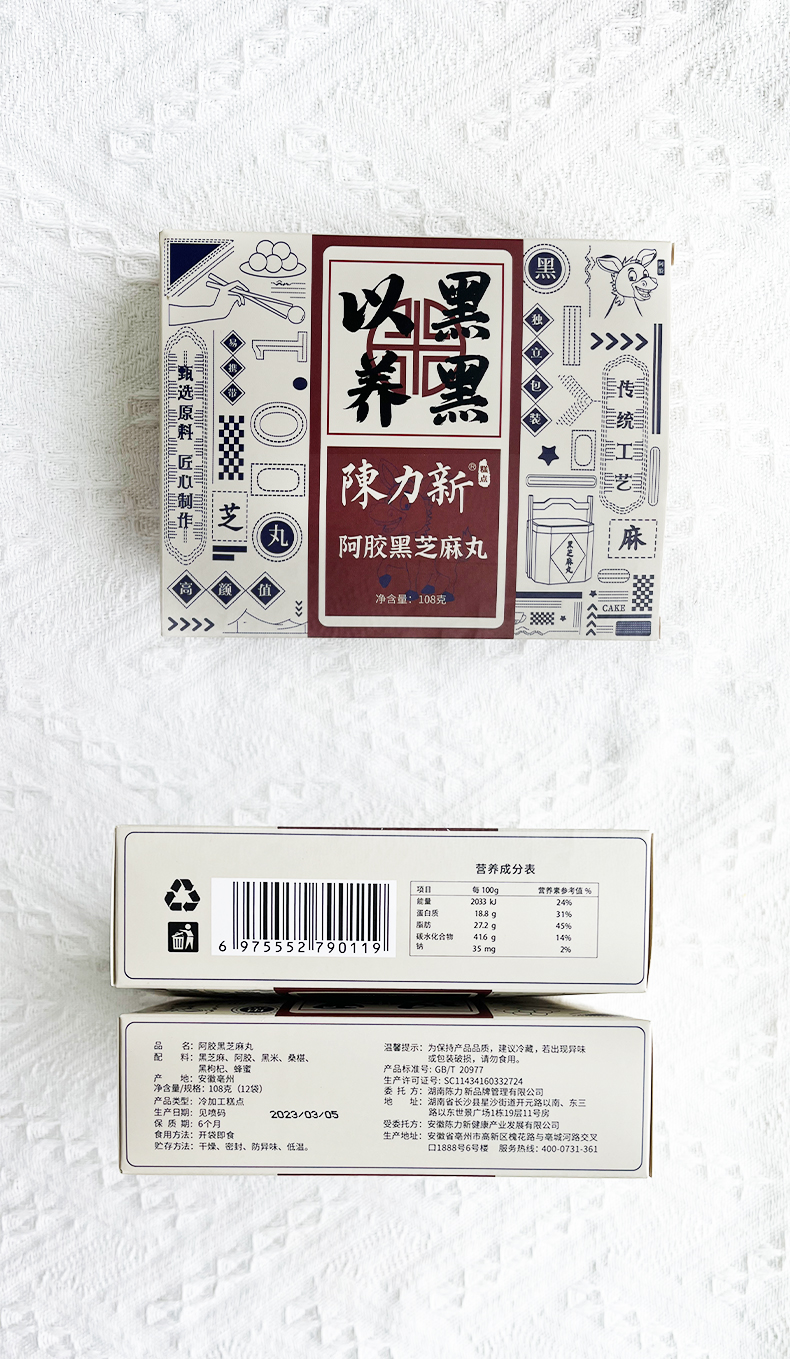 黑黑
以养
陳力新®
糕点
阿胶黑芝麻丸
净含量：108克
甄选原料 匠心制作
易携带
芝
丸
高颜值
黑
独立包装
传统工艺
黑芝麻丸
麻
CAKE
6 975552 790119
营养成分表
项目 每 100g 营养素参考值 %
能量 2033 kJ 24%
蛋白质 18.8 g 31%
脂肪 27.2 g 45%
碳水化合物 41.6 g 14%
钠 35 mg 2%
品 名：阿胶黑芝麻丸
配 料：黑芝麻、阿胶、黑米、桑椹、
黑枸杞、蜂蜜
产 地：安徽亳州
净含量/规格：108克（12袋）
产品类型：冷加工糕点
生产日期：见喷码
2023/03/05
保 质 期：6个月
食用方法：开袋即食
贮存方法：干燥、密封、防异味、低温。
温馨提示：为保持产品品质，建议冷藏，若出现异味
或包装破损，请勿食用。
产品标准号：GB/T 20977
生产许可证号：SC11434160332724
委 托 方：湖南陈力新品牌管理有限公司
地 址：湖南省长沙县星沙街道开元路以南、东三
路以东世景广场1栋19层11号房
受委托方：安徽陈力新健康产业发展有限公司
生产地址：安徽省亳州市高新区槐花路与亳城河路交叉
口1888号6号楼 服务热线：400-0731-361